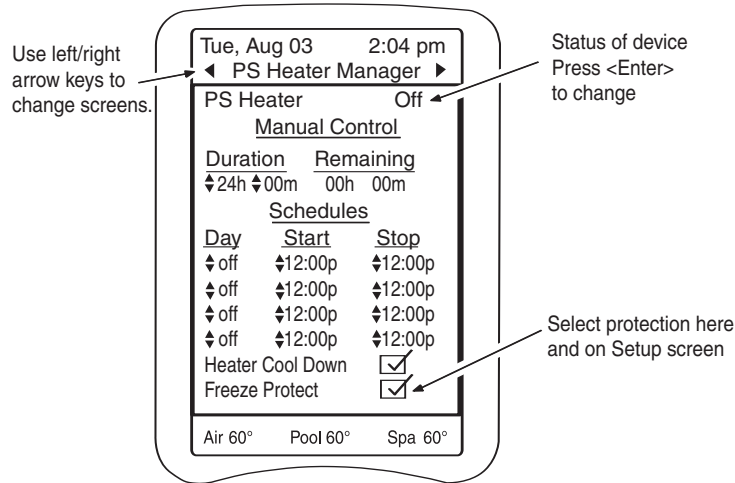 Use left/right
arrow keys to
change screens.
Tue, Aug 03 2:04 pm
PS Heater Manager
PS Heater Off
Manual Control
Duration Remaining
24h 00m 00h 00m
Schedules
Day Start Stop
off 12:00p 12:00p
off 12:00p 12:00p
off 12:00p 12:00p
off 12:00p 12:00p
Heater Cool Down
Freeze Protect
Air 60° Pool 60° Spa 60°
Status of device
Press <Enter>
to change
Select protection here
and on Setup screen